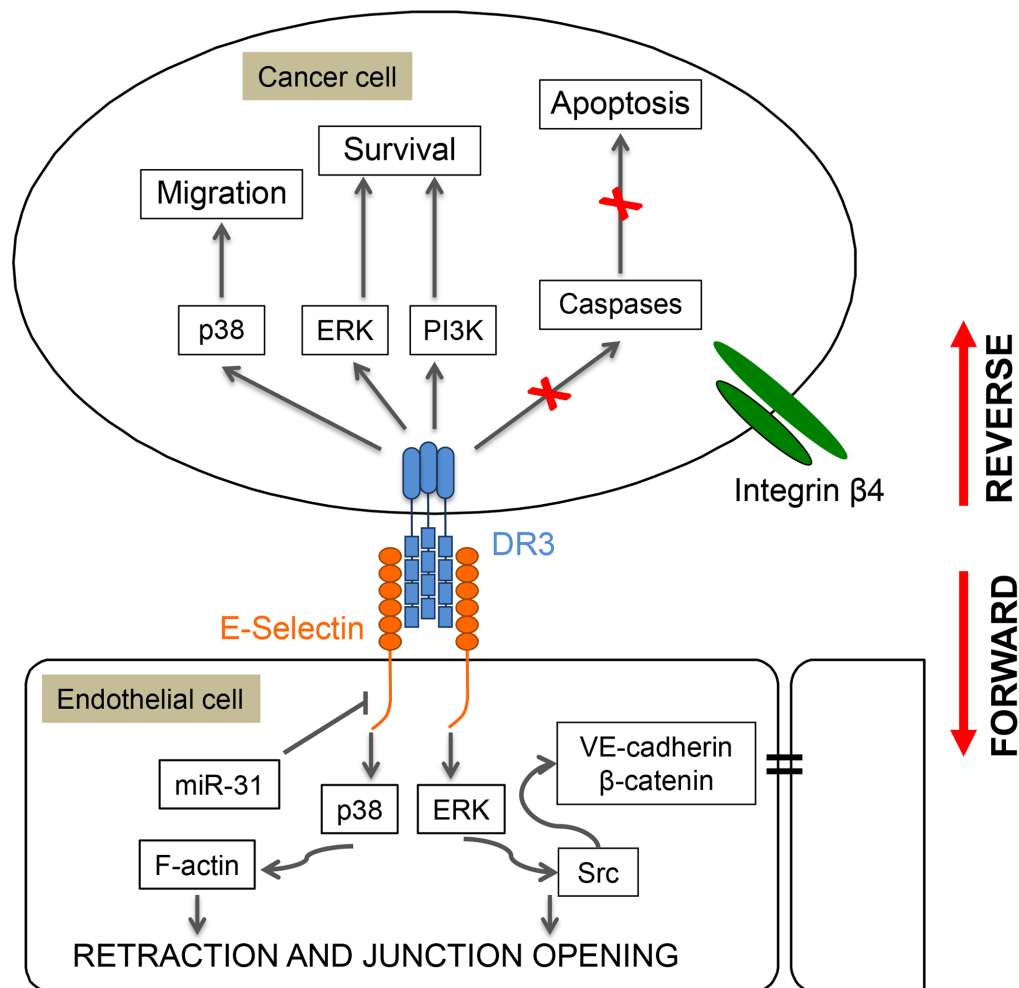 Cancer cell
Apoptosis
Survival
Migration
Caspases
p38
ERK
PI3K
REVERSE
Integrin β4
DR3
FORWARD
E-Selectin
Endothelial cell
VE-cadherin
β-catenin
miR-31
p38
ERK
F-actin
Src
RETRACTION AND JUNCTION OPENING